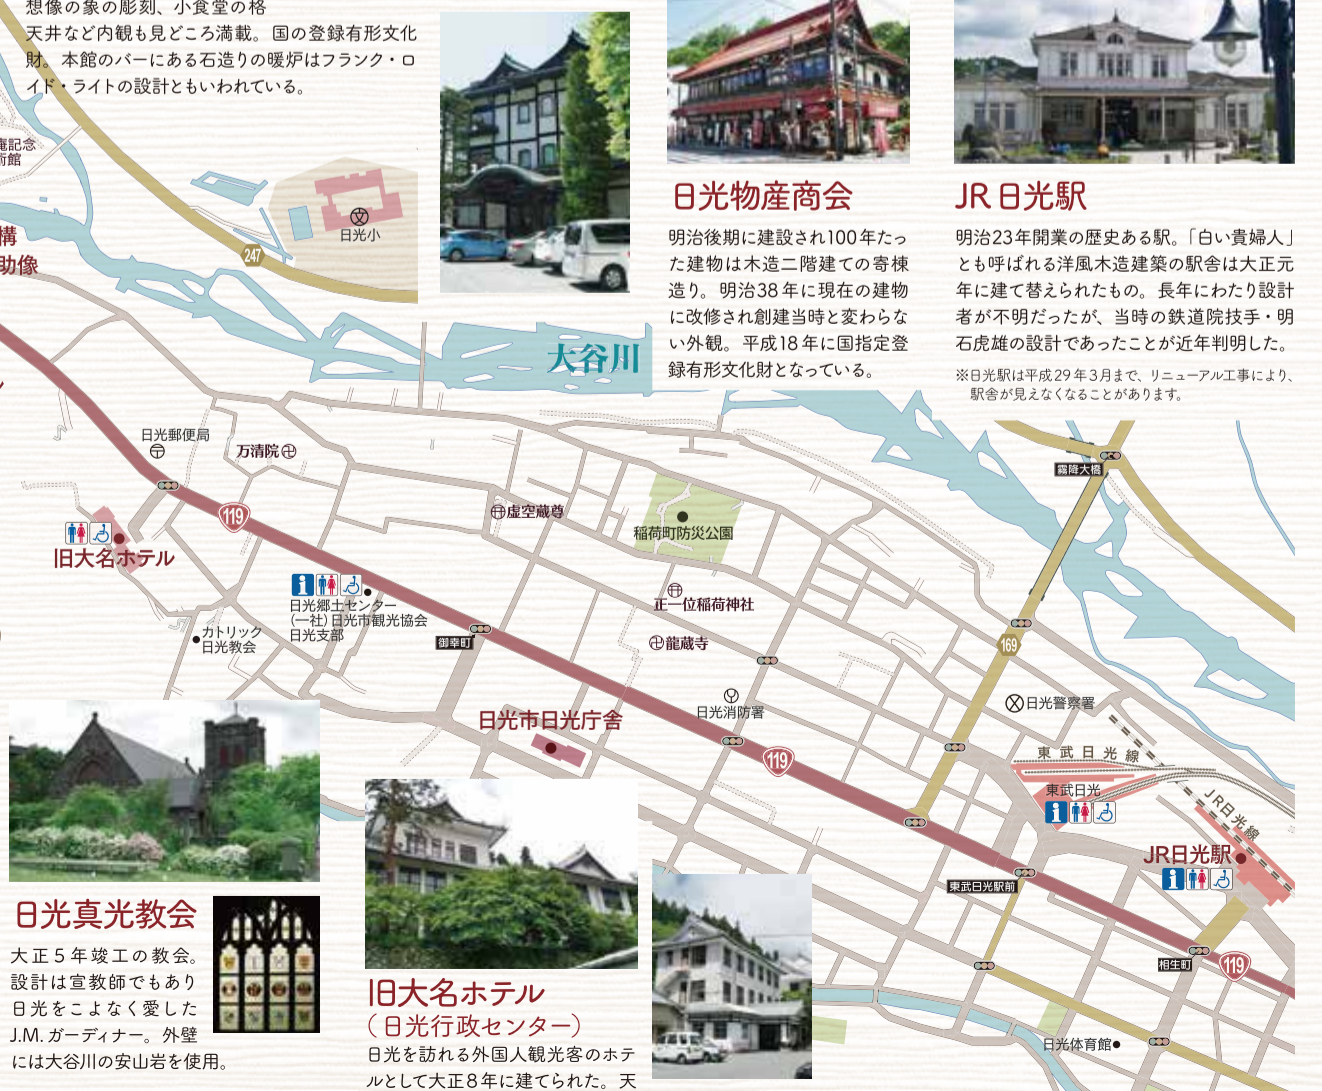 想像の象の彫刻、小食堂の格
天井など内観も見どころ満載。国の登録有形文化
財。本館のバーにある石造りの暖炉はフランク・ロ
イド・ライトの設計ともいわれている。
庵記念
術館
構
助像
日光小
247
大谷川
日光物産商会
明治後期に建設され100年たっ
た建物は木造二階建ての寄棟
造り。明治38年に現在の建物
に改修され創建当時と変わらな
い外観。平成18年に国指定登
録有形文化財となっている。
JR日光駅
明治23年開業の歴史ある駅。「白い貴婦人」
とも呼ばれる洋風木造建築の駅舎は大正元
年に建て替えられたもの。長年にわたり設計
者が不明だったが、当時の鉄道院技手・明
石虎雄の設計であったことが近年判明した。
※日光駅は平成29年3月まで、リニューアル工事により、
駅舎が見えなくなることがあります。
日光郵便局
万清院
119
旧大名ホテル
虚空蔵尊
稲荷町防災公園
霧降大橋
日光郷土センター
(一社)日光市観光協会
日光支部
カトリック
日光教会
御幸町
正一位稲荷神社
龍蔵寺
169
日光消防署
日光警察署
日光市日光庁舎
119
東武日光線
東武日光
JR日光線
JR日光駅
東武日光駅前
相生町
119
日光体育館
日光真光教会
大正5年竣工の教会。
設計は宣教師でもあり
日光をこよなく愛した
J.M.ガーディナー。外壁
には大谷川の安山岩を使用。
旧大名ホテル
(日光行政センター)
日光を訪れる外国人観光客のホテ
ルとして大正8年に建てられた。天